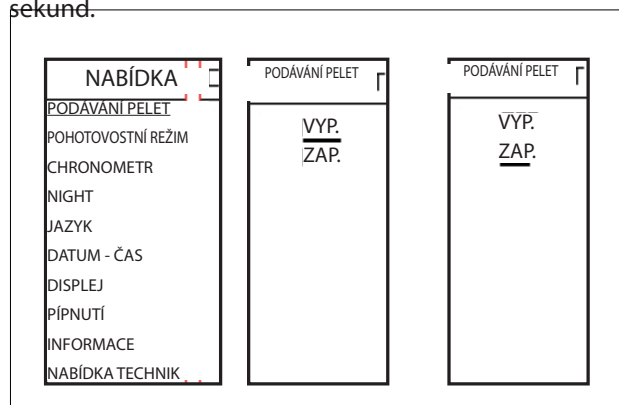 sekund.
NABÍDKA
PODÁVÁNÍ PELET
POHOTOVOSTNÍ REŽIM
CHRONOMETR
NIGHT
JAZYK
DATUM - ČAS
DISPLEJ
PÍPNUTÍ
INFORMACE
NABÍDKA TECHNIK
PODÁVÁNÍ PELET
VYP.
ZAP.
PODÁVÁNÍ PELET
VYP.
ZAP.